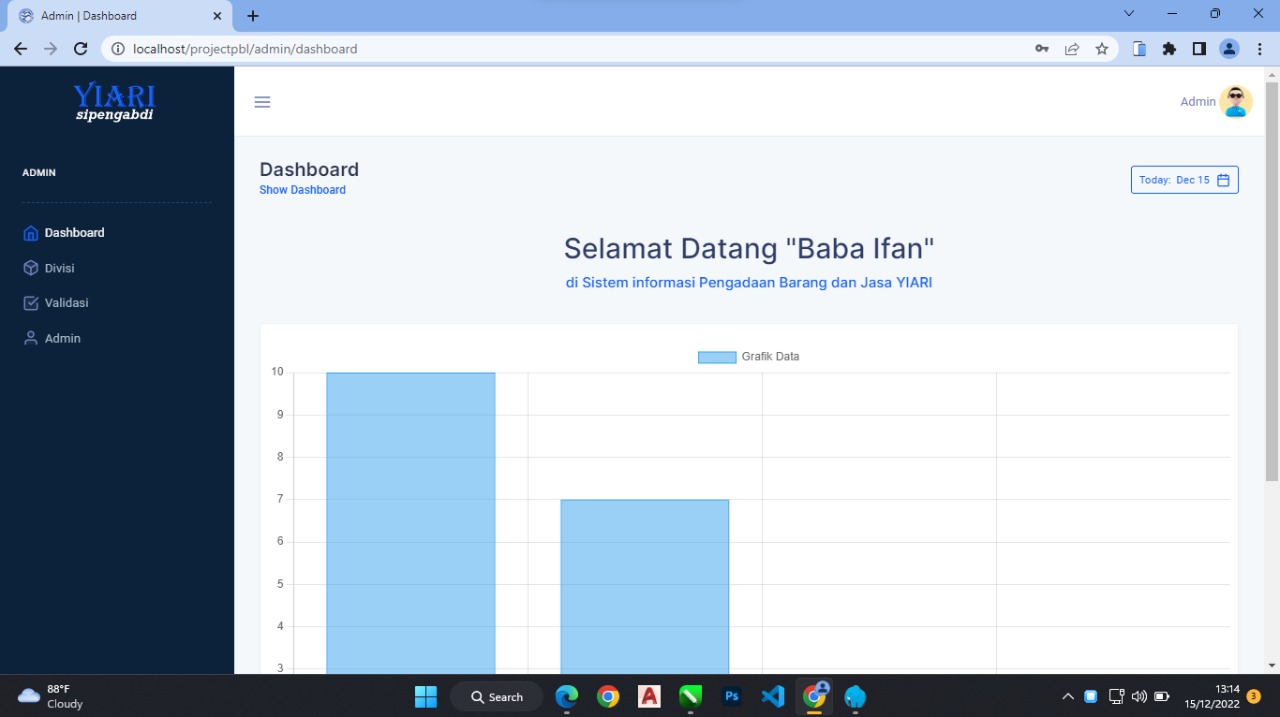 Admin | Dashboard
localhost/projectpbl/admin/dashboard
YIARI
sipengabdi
Admin
ADMIN
Dashboard
Divisi
Validasi
Admin
Dashboard
Show Dashboard
Today: Dec 15
Selamat Datang "Baba Ifan"
di Sistem informasi Pengadaan Barang dan Jasa YIARI
Grafik Data
10
9
8
7
6
5
4
3
88°F
Cloudy
Search
Ps
13:14
15/12/2022
3